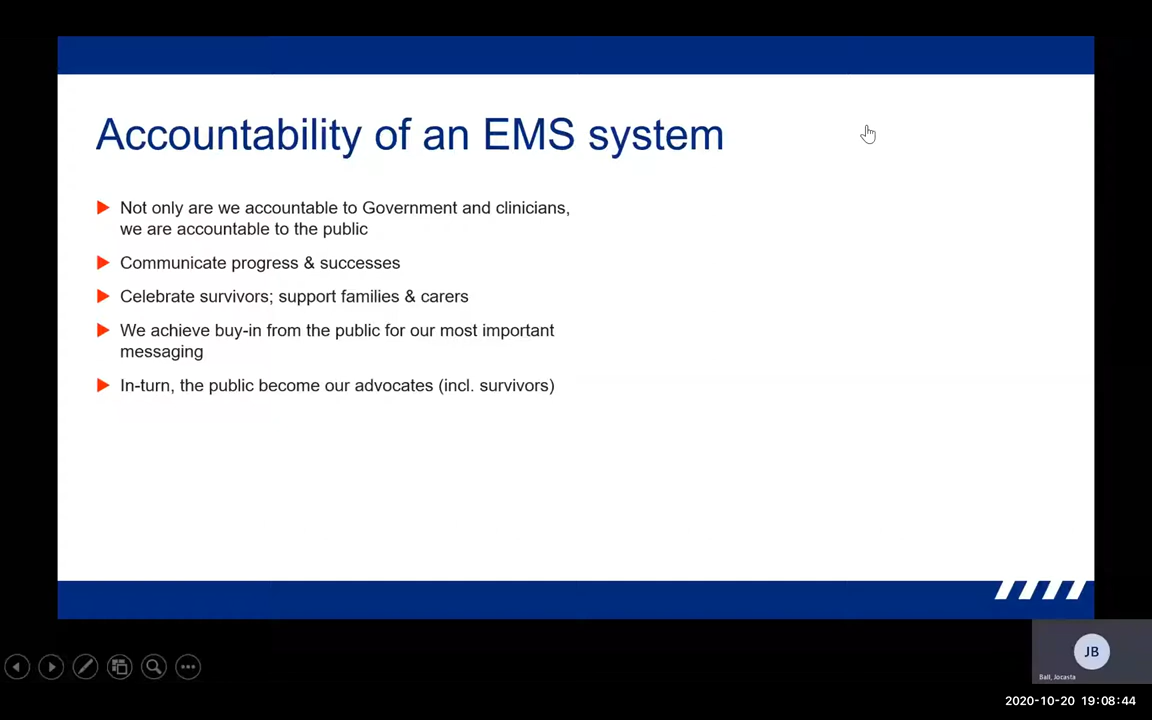 Accountability of an EMS system
Not only are we accountable to Government and clinicians,
we are accountable to the public
Communicate progress & successes
Celebrate survivors; support families & carers
We achieve buy-in from the public for our most important
messaging
In-turn, the public become our advocates (incl. survivors)
JB
Ball, Jocasta
2020-10-20 19:08:44